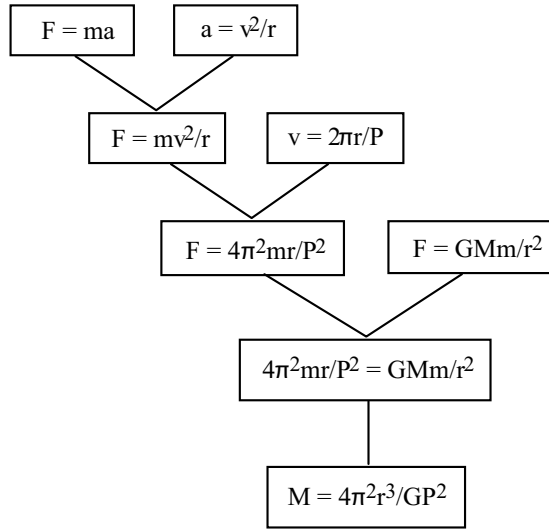 F = ma
a = v²/r
F = mv²/r
v = 2πr/P
F = 4π²mr/P²
F = GMm/r²
4π²mr/P² = GMm/r²
M = 4π²r³/GP²